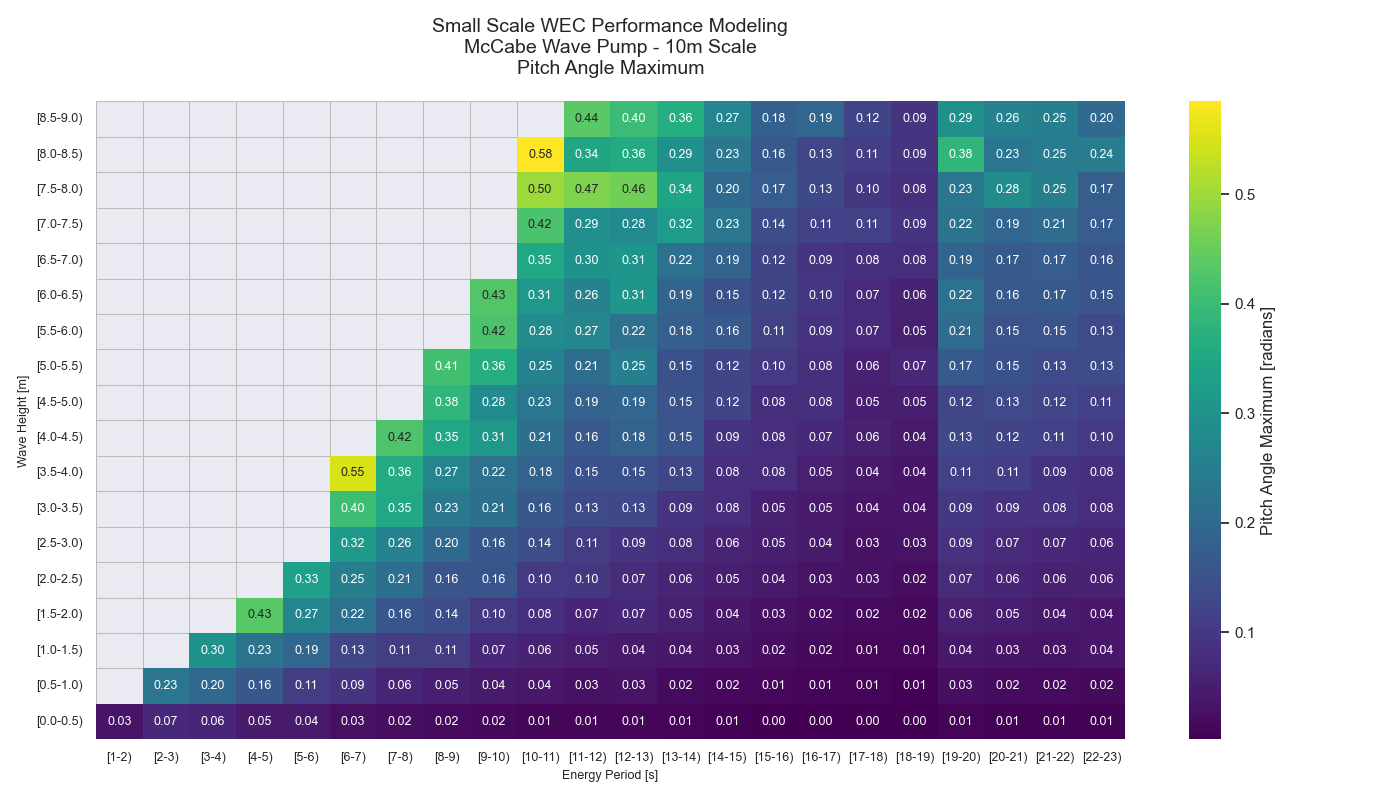 Small Scale WEC Performance Modeling
McCabe Wave Pump - 10m Scale
Pitch Angle Maximum
[8.5-9.0) 0.44 0.40 0.36 0.27 0.18 0.19 0.12 0.09 0.29 0.26 0.25 0.20
[8.0-8.5) 0.58 0.34 0.36 0.29 0.23 0.16 0.13 0.11 0.09 0.38 0.23 0.25 0.24
[7.5-8.0) 0.50 0.47 0.46 0.34 0.20 0.17 0.13 0.10 0.08 0.23 0.28 0.25 0.17
[7.0-7.5) 0.42 0.29 0.28 0.32 0.23 0.14 0.11 0.11 0.09 0.22 0.19 0.21 0.17
[6.5-7.0) 0.35 0.30 0.31 0.22 0.19 0.12 0.09 0.08 0.08 0.19 0.17 0.17 0.16
[6.0-6.5) 0.43 0.31 0.26 0.31 0.19 0.15 0.12 0.10 0.07 0.06 0.22 0.16 0.17 0.15
[5.5-6.0) 0.42 0.28 0.27 0.22 0.18 0.16 0.11 0.09 0.07 0.05 0.21 0.15 0.15 0.13
[5.0-5.5) 0.41 0.36 0.25 0.21 0.25 0.15 0.12 0.10 0.08 0.06 0.07 0.17 0.15 0.13 0.13
[4.5-5.0) 0.38 0.28 0.23 0.19 0.19 0.15 0.12 0.08 0.08 0.05 0.05 0.12 0.13 0.12 0.11
[4.0-4.5) 0.42 0.35 0.31 0.21 0.16 0.18 0.15 0.09 0.08 0.07 0.06 0.04 0.13 0.12 0.11 0.10
[3.5-4.0) 0.55 0.36 0.27 0.22 0.18 0.15 0.15 0.13 0.08 0.08 0.05 0.04 0.04 0.11 0.11 0.09 0.08
[3.0-3.5) 0.40 0.35 0.23 0.21 0.16 0.13 0.13 0.09 0.08 0.05 0.05 0.04 0.04 0.09 0.09 0.08 0.08
[2.5-3.0) 0.32 0.26 0.20 0.16 0.14 0.11 0.09 0.08 0.06 0.05 0.04 0.03 0.03 0.09 0.07 0.07 0.06
[2.0-2.5) 0.33 0.25 0.21 0.16 0.16 0.10 0.10 0.07 0.06 0.05 0.04 0.03 0.03 0.02 0.07 0.06 0.06 0.06
[1.5-2.0) 0.43 0.27 0.22 0.16 0.14 0.10 0.08 0.07 0.07 0.05 0.04 0.03 0.02 0.02 0.02 0.06 0.05 0.04 0.04
[1.0-1.5) 0.30 0.23 0.19 0.13 0.11 0.11 0.07 0.06 0.05 0.04 0.04 0.03 0.02 0.02 0.01 0.01 0.04 0.03 0.03 0.04
[0.5-1.0) 0.23 0.20 0.16 0.11 0.09 0.06 0.05 0.04 0.04 0.03 0.03 0.02 0.02 0.01 0.01 0.01 0.01 0.03 0.02 0.02 0.02
[0.0-0.5) 0.03 0.07 0.06 0.05 0.04 0.03 0.02 0.02 0.02 0.01 0.01 0.01 0.01 0.01 0.00 0.00 0.00 0.00 0.01 0.01 0.01 0.01
[1-2) [2-3) [3-4) [4-5) [5-6) [6-7) [7-8) [8-9) [9-10) [10-11) [11-12) [12-13) [13-14) [14-15) [15-16) [16-17) [17-18) [18-19) [19-20) [20-21) [21-22) [22-23)
Energy Period [s]
Wave Height [m]
0.5
0.4
0.3
0.2
0.1
Pitch Angle Maximum [radians]